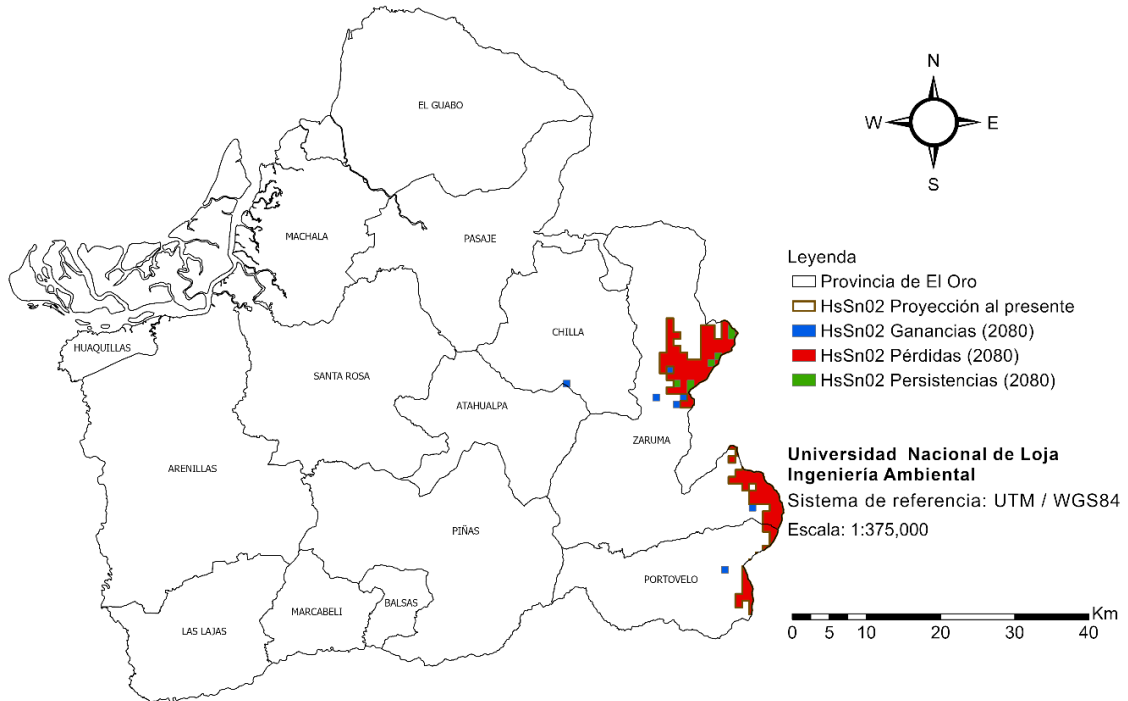 EL GUABO
MACHALA
PASAJE
CHILLA
HUAQUILLAS
SANTA ROSA
ATAHUALPA
ZARUMA
ARENILLAS
PIÑAS
PORTOVELO
MARCABELI
BALSAS
LAS LAJAS
N
W E
S
Leyenda
Provincia de El Oro
HsSn02 Proyección al presente
HsSn02 Ganancias (2080)
HsSn02 Pérdidas (2080)
HsSn02 Persistencias (2080)
Universidad Nacional de Loja
Ingeniería Ambiental
Sistema de referencia: UTM / WGS84
Escala: 1:375,000
Km
0 5 10 20 30 40